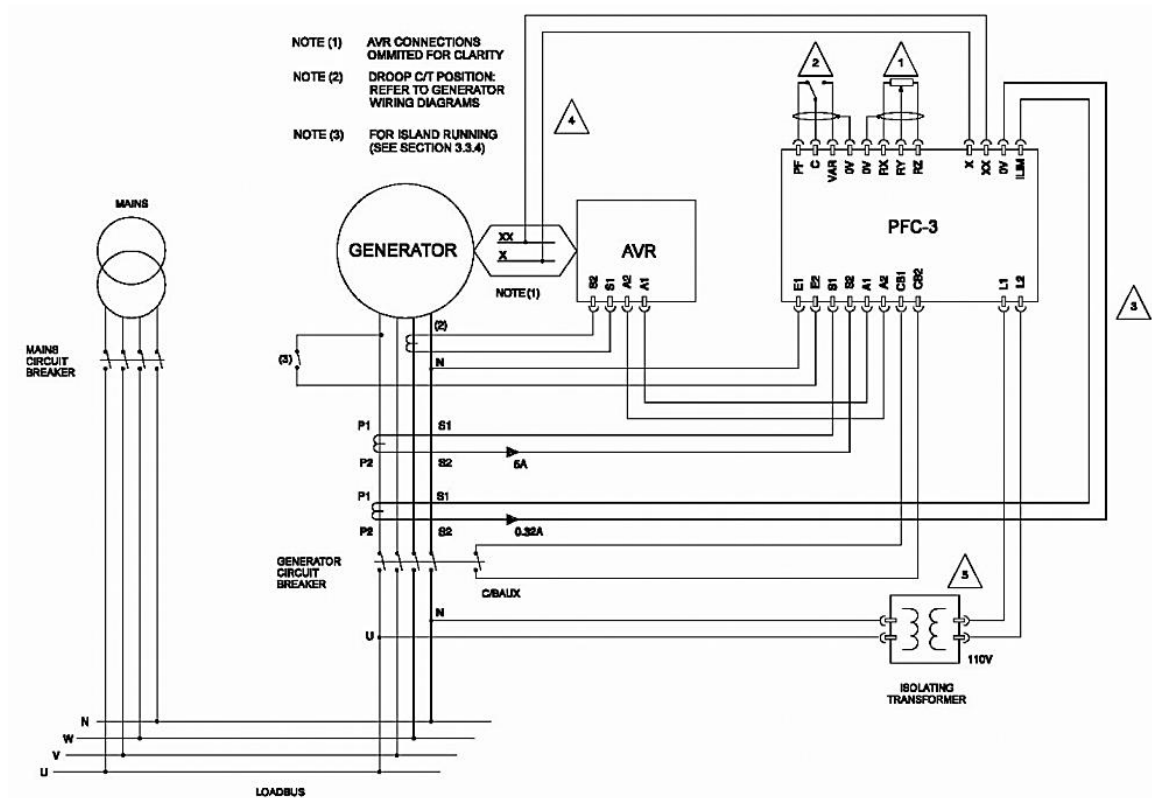 NOTE (1) AVR CONNECTIONS
OMMITED FOR CLARITY
NOTE (2) DROOP C/T POSITION:
REFER TO GENERATOR
WIRING DIAGRAMS
NOTE (3) FOR ISLAND RUNNING
(SEE SECTION 3.3.4)
4
2
1
PF C VAR 0V 0V RX RY RZ X XX 0V ILIM
PFC-3
E1 E2 S1 S2 A1 A2 CB1 CB2 L1 L2
3
MAINS
GENERATOR
XX
X
NOTE(1)
AVR
S2 S1 A2 A1
MAINS
CIRCUIT
BREAKER
(2)
(3)
N
P1 S1
P2 S2 5A
P1 S1
P2 S2 0.32A
GENERATOR
CIRCUIT
BREAKER
C/BAUX
5
N
U
110V
ISOLATING
TRANSFORMER
N
W
V
U
LOADBUS